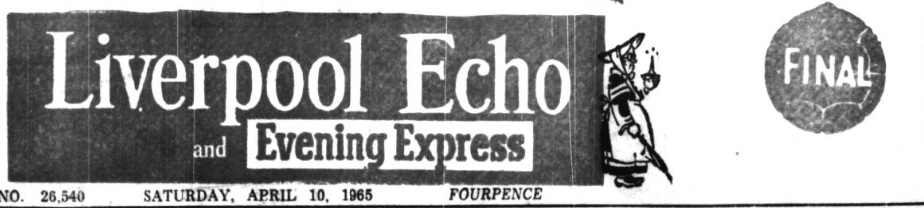 Liverpool Echo
and Evening Express
FINAL
NO. 26,540 SATURDAY, APRIL 10, 1965 FOURPENCE